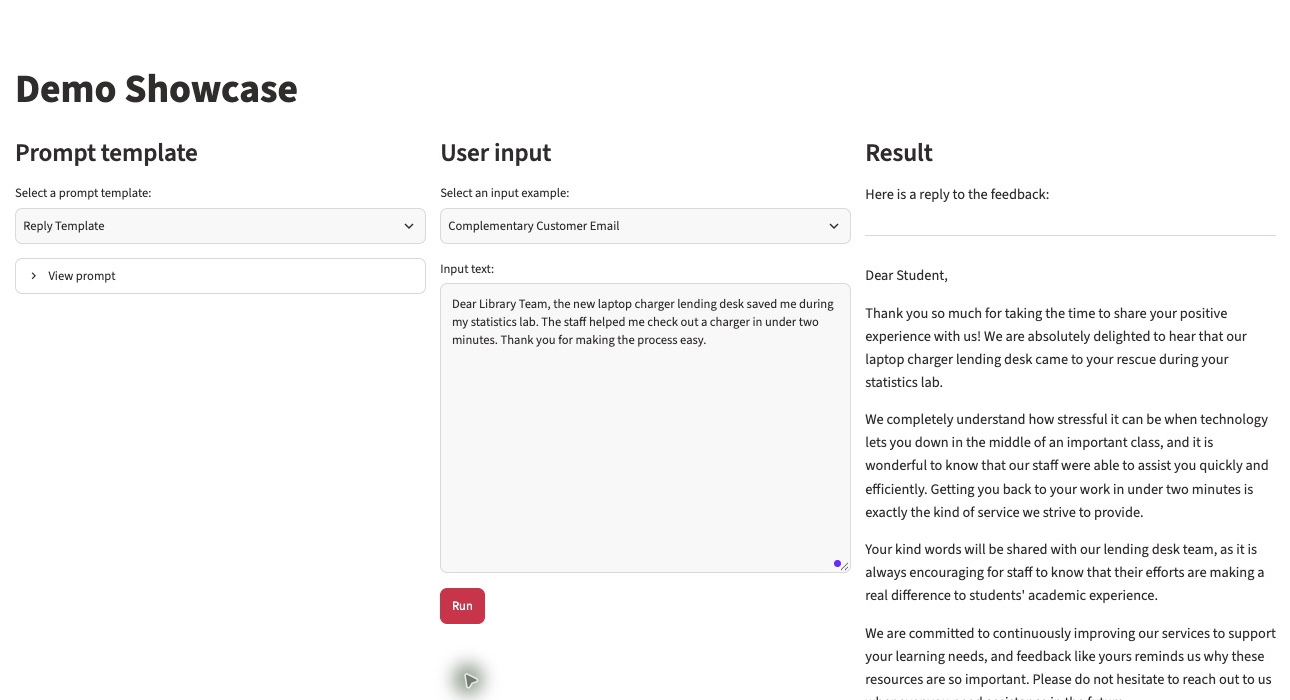 Demo Showcase
Prompt template
Select a prompt template:
Reply Template
View prompt
User input
Select an input example:
Complementary Customer Email
Input text:
Dear Library Team, the new laptop charger lending desk saved me during
my statistics lab. The staff helped me check out a charger in under two
minutes. Thank you for making the process easy.
Run
Result
Here is a reply to the feedback:
Dear Student,
Thank you so much for taking the time to share your positive
experience with us! We are absolutely delighted to hear that our
laptop charger lending desk came to your rescue during your
statistics lab.
We completely understand how stressful it can be when technology
lets you down in the middle of an important class, and it is
wonderful to know that our staff were able to assist you quickly and
efficiently. Getting you back to your work in under two minutes is
exactly the kind of service we strive to provide.
Your kind words will be shared with our lending desk team, as it is
always encouraging for staff to know that their efforts are making a
real difference to students' academic experience.
We are committed to continuously improving our services to support
your learning needs, and feedback like yours reminds us why these
resources are so important. Please do not hesitate to reach out to us